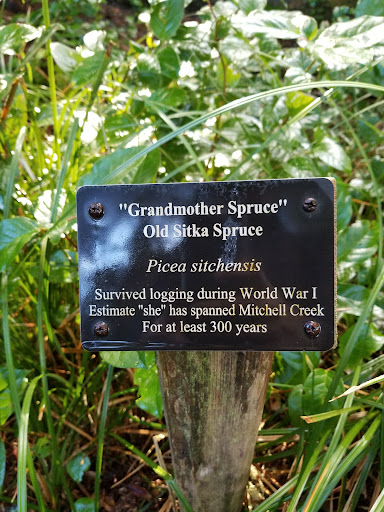 "Grandmother Spruce"
Old Sitka Spruce
Picea sitchensis
Survived logging during World War I
Estimate "she" has spanned Mitchell Creek
For at least 300 years